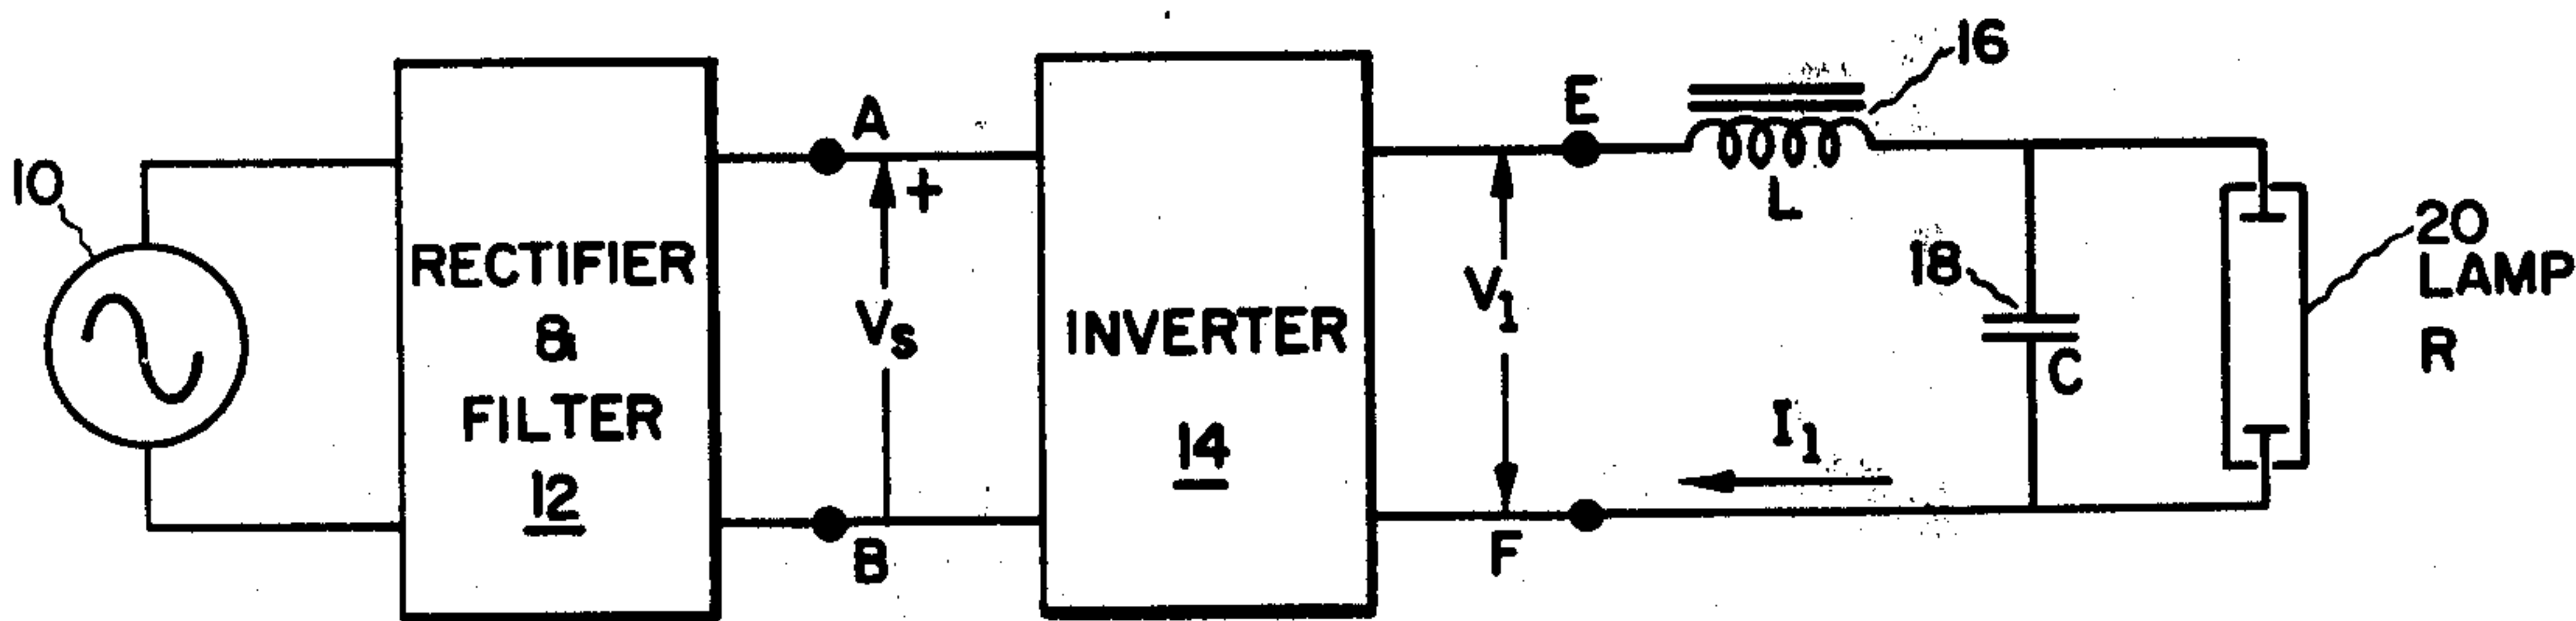 10
RECTIFIER
&
FILTER
12
A
+
Vs
B
INVERTER
14
V1
E
F
16
L
18
C
I1
20
LAMP
R